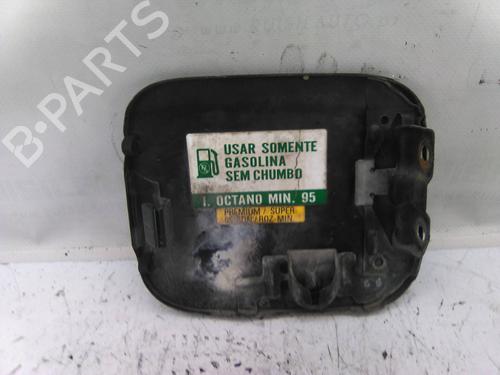 B-PARTS
USAR SOMENTE
GASOLINA
SEM CHUMBO
I. OCTANO MIN. 95
PREMIUM / SUPER